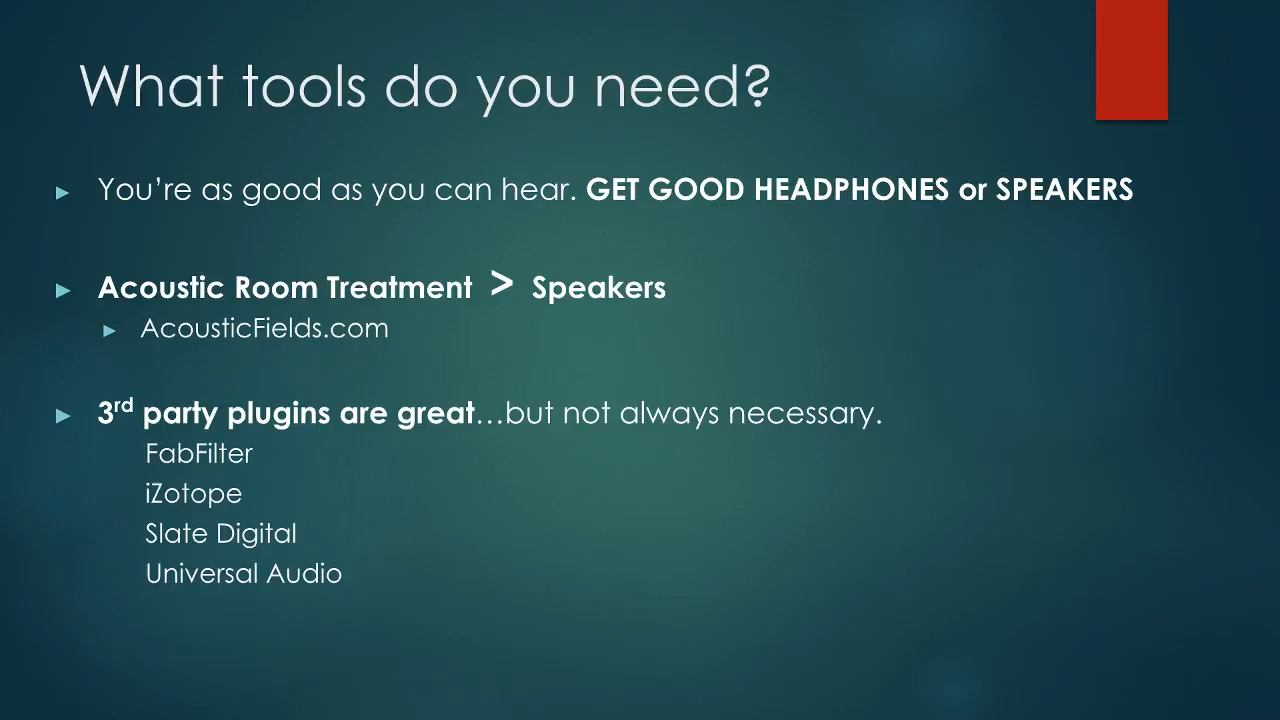 What tools do you need?
You’re as good as you can hear. GET GOOD HEADPHONES or SPEAKERS
Acoustic Room Treatment > Speakers
AcousticFields.com
3rd party plugins are great…but not always necessary.
FabFilter
iZotope
Slate Digital
Universal Audio